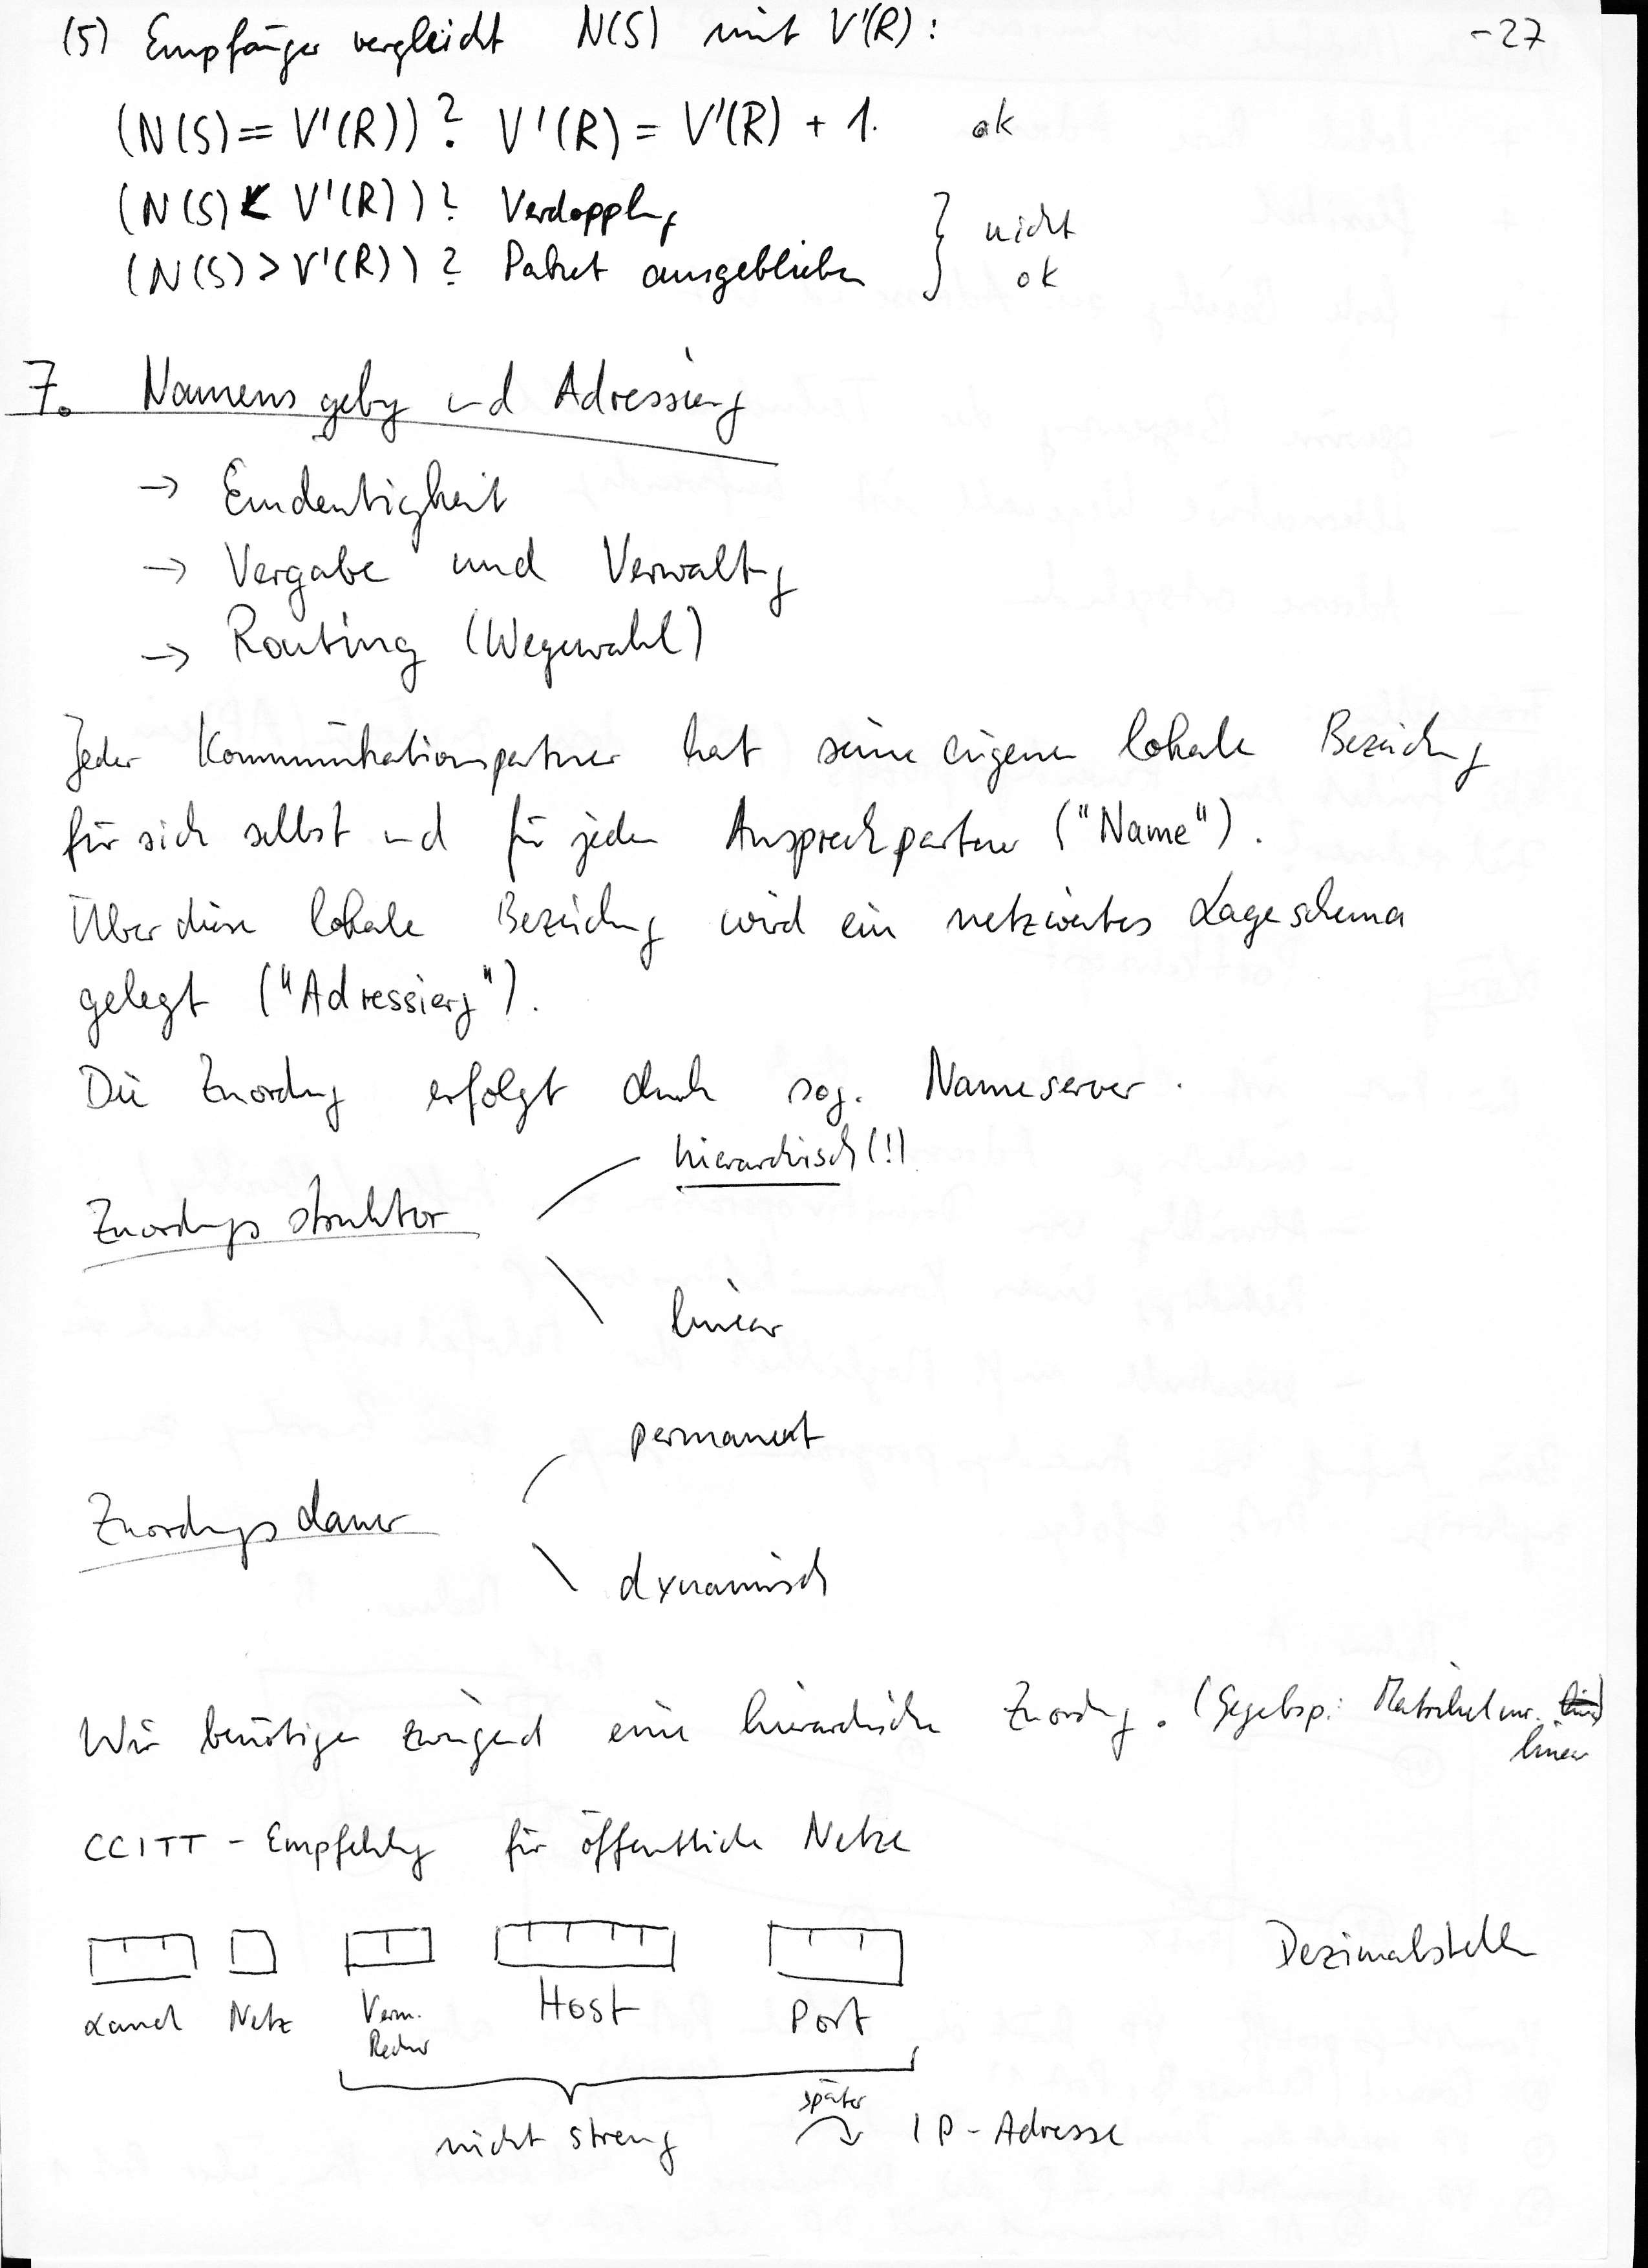 (5) Empfänger vergleicht N(S) mit V'(R): -27
(N(S) == V'(R))? V'(R) = V'(R) + 1. ok
(N(S) < V'(R))? Verdopplung
(N(S) > V'(R))? Paket ausgeblieben } nicht ok
7. Namensgebung und Adressierung
→ Eindeutigkeit
→ Vergabe und Verwaltung
→ Routing (Wegewahl)
Jeder Kommunikationspartner hat seine eigene lokale Bezeichnung
für sich selbst und für jeden Ansprechpartner ("Name").
Über diese lokale Bezeichnung wird ein netzweites Lageschema
gelegt ("Adressierung").
Die Zuordnung erfolgt durch sog. Nameserver.
hierarchisch (!)
Zuordnungsstruktur
linear
permanent
Zuordnungsdauer
dynamisch
Wir benötigen zwingend eine hierarchische Zuordnung. (Gegebsp: Matrikelnr.
linear
CCITT - Empfehlung für öffentliche Netze
Dezimalstellen
Land Netz Verm. Rechner Host Port
nicht streng später IP-Adresse